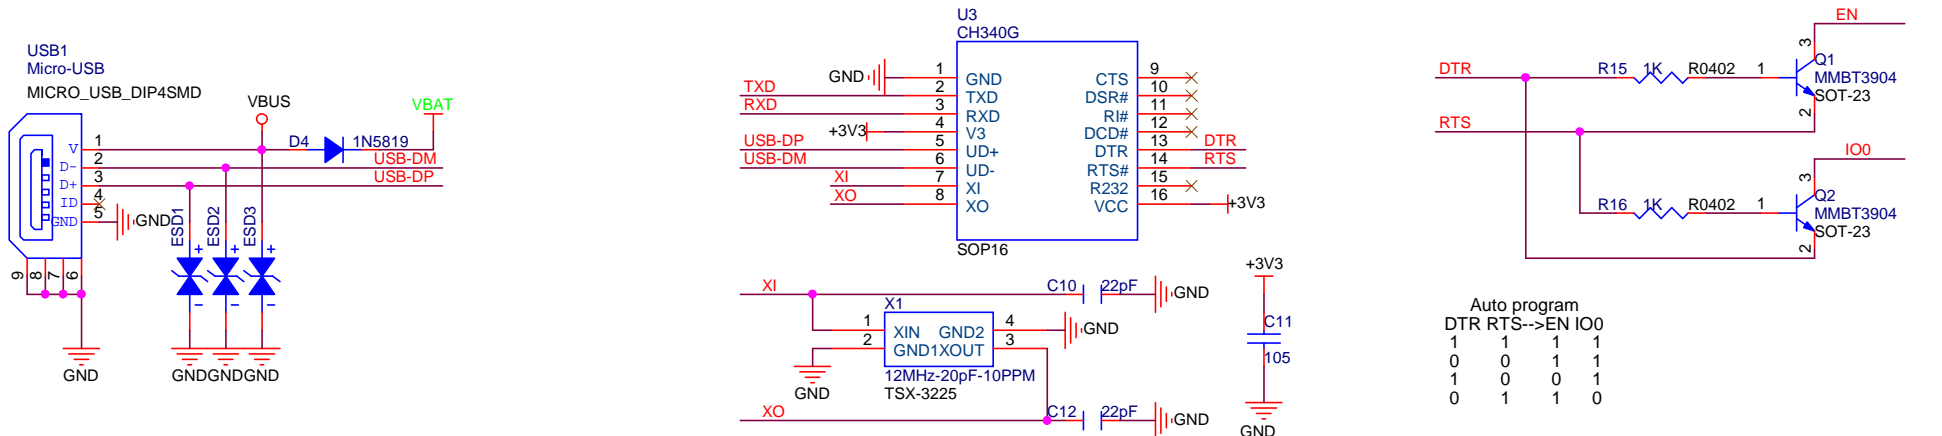 USB1
Micro-USB
MICRO_USB_DIP4SMD
V
D-
D+
ID
GND
1
2
3
4
5
9
8
7
6
GND
GND
VBUS
D4
1N5819
VBAT
USB-DM
USB-DP
ESD1
ESD2
ESD3
+
+
+
GND
GND
GND
U3
CH340G
GND
TXD
RXD
+3V3
USB-DP
USB-DM
XI
XO
1
2
3
4
5
6
7
8
GND
TXD
RXD
V3
UD+
UD-
XI
XO
CTS
DSR#
RI#
DCD#
DTR
RTS#
R232
VCC
9
10
11
12
13
14
15
16
DTR
RTS
+3V3
SOP16
XI
C10
22pF
GND
X1
1
2
XIN GND2
GND1XOUT
4
3
GND
GND
12MHz-20pF-10PPM
TSX-3225
XO
C12
22pF
GND
+3V3
C11
105
GND
EN
DTR
R15 1K R0402
1
3
2
Q1
MMBT3904
SOT-23
RTS
IO0
R16 1K R0402
1
3
2
Q2
MMBT3904
SOT-23
Auto program
DTR RTS-->EN IO0
1 1 1 1
0 0 1 1
1 0 0 1
0 1 1 0